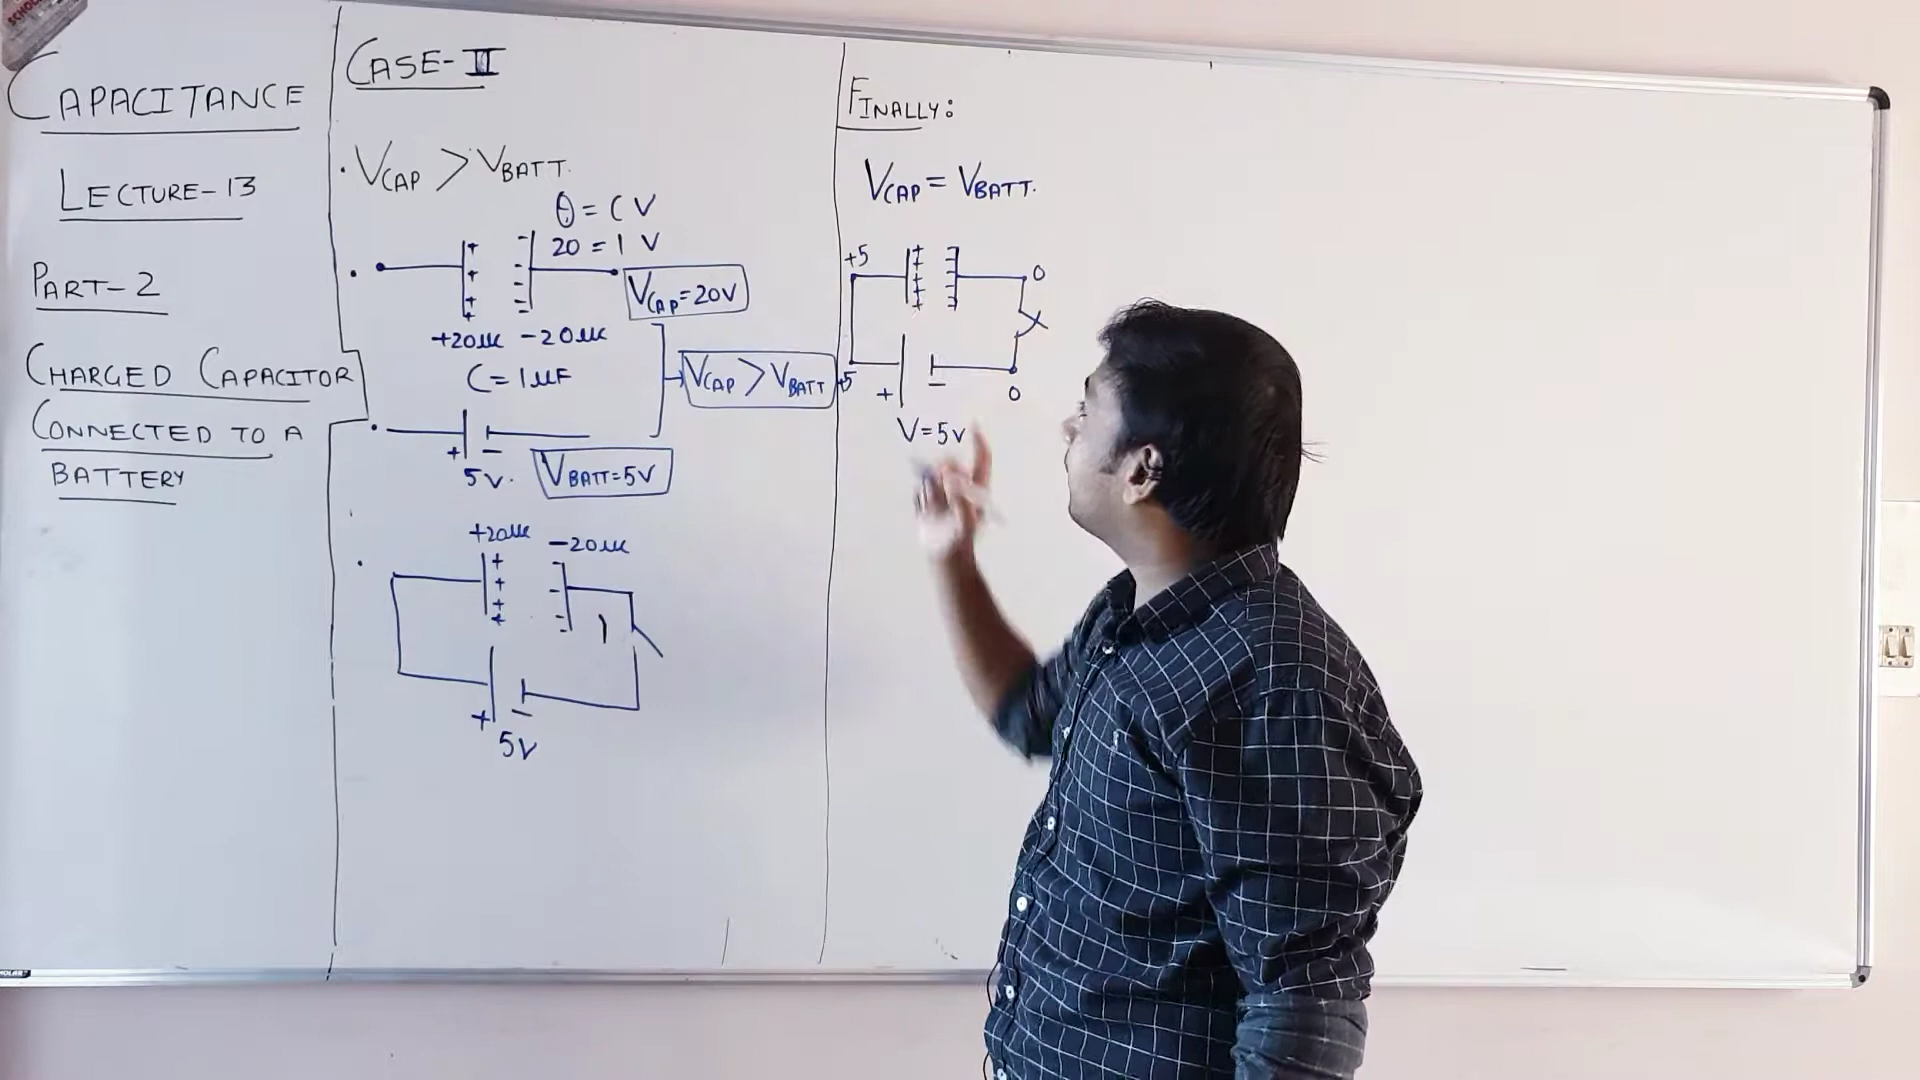 CAPACITANCE
LECTURE-13
PART-2
CHARGED CAPACITOR
CONNECTED TO A
BATTERY
CASE-II
. VCAP > VBATT.
Q = CV
20 = 1 V
VCAP = 20V
+20μc -20μc
C = 1μF
VCAP > VBATT
+ -
5V.
VBATT = 5V
+20μc -20μc
+ -
5V
FINALLY:
VCAP = VBATT.
+5 0
+5 + - 0
V = 5V